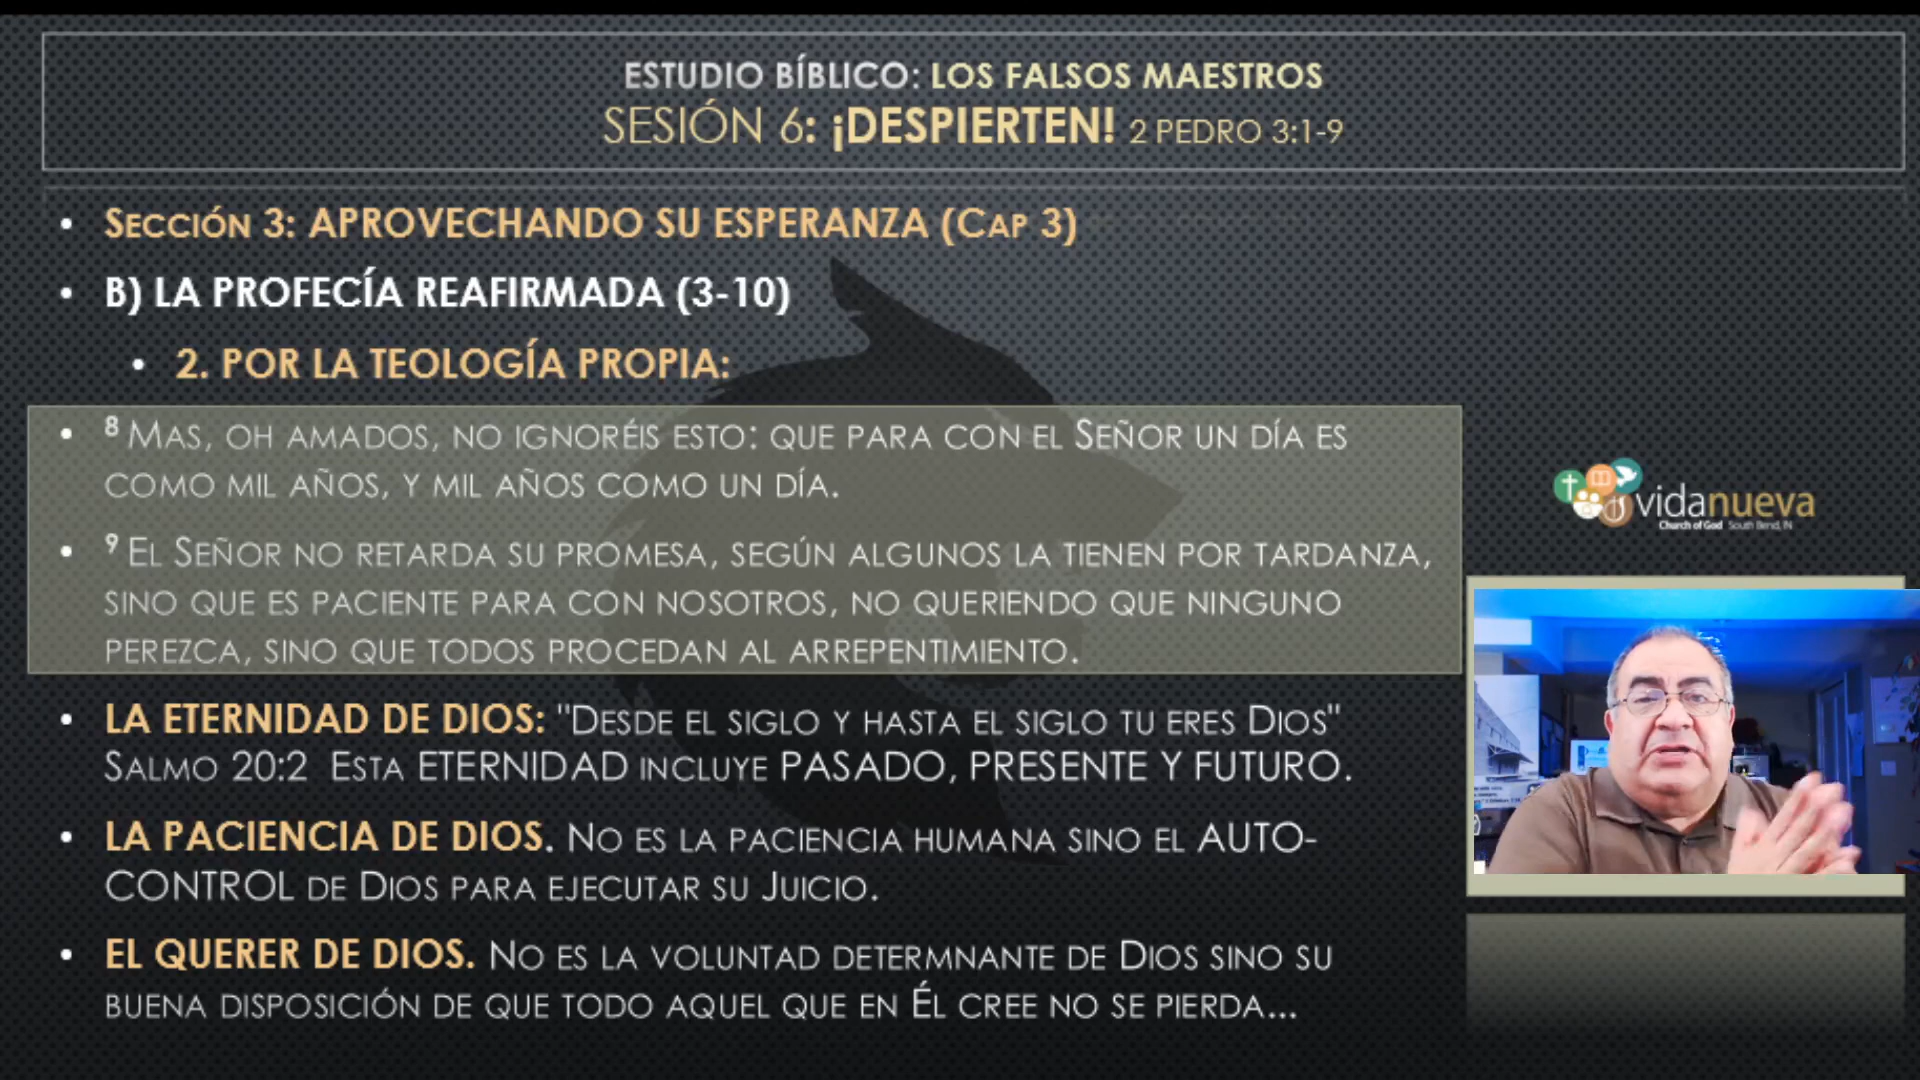 ESTUDIO BÍBLICO: LOS FALSOS MAESTROS
SESIÓN 6: ¡DESPIERTEN! 2 PEDRO 3:1-9
• SECCIÓN 3: APROVECHANDO SU ESPERANZA (CAP 3)
• B) LA PROFECÍA REAFIRMADA (3-10)
• 2. POR LA TEOLOGÍA PROPIA:
• 8 MAS, OH AMADOS, NO IGNORÉIS ESTO: QUE PARA CON EL SEÑOR UN DÍA ES
COMO MIL AÑOS, Y MIL AÑOS COMO UN DÍA.
• 9 EL SEÑOR NO RETARDA SU PROMESA, SEGÚN ALGUNOS LA TIENEN POR TARDANZA,
SINO QUE ES PACIENTE PARA CON NOSOTROS, NO QUERIENDO QUE NINGUNO
PEREZCA, SINO QUE TODOS PROCEDAN AL ARREPENTIMIENTO.
• LA ETERNIDAD DE DIOS: "DESDE EL SIGLO Y HASTA EL SIGLO TU ERES DIOS"
SALMO 20:2 ESTA ETERNIDAD INCLUYE PASADO, PRESENTE Y FUTURO.
• LA PACIENCIA DE DIOS. NO ES LA PACIENCIA HUMANA SINO EL AUTO-
CONTROL DE DIOS PARA EJECUTAR SU JUICIO.
• EL QUERER DE DIOS. NO ES LA VOLUNTAD DETERMNANTE DE DIOS SINO SU
BUENA DISPOSICIÓN DE QUE TODO AQUEL QUE EN ÉL CREE NO SE PIERDA...
vidanueva
Church of God South Bend, IN